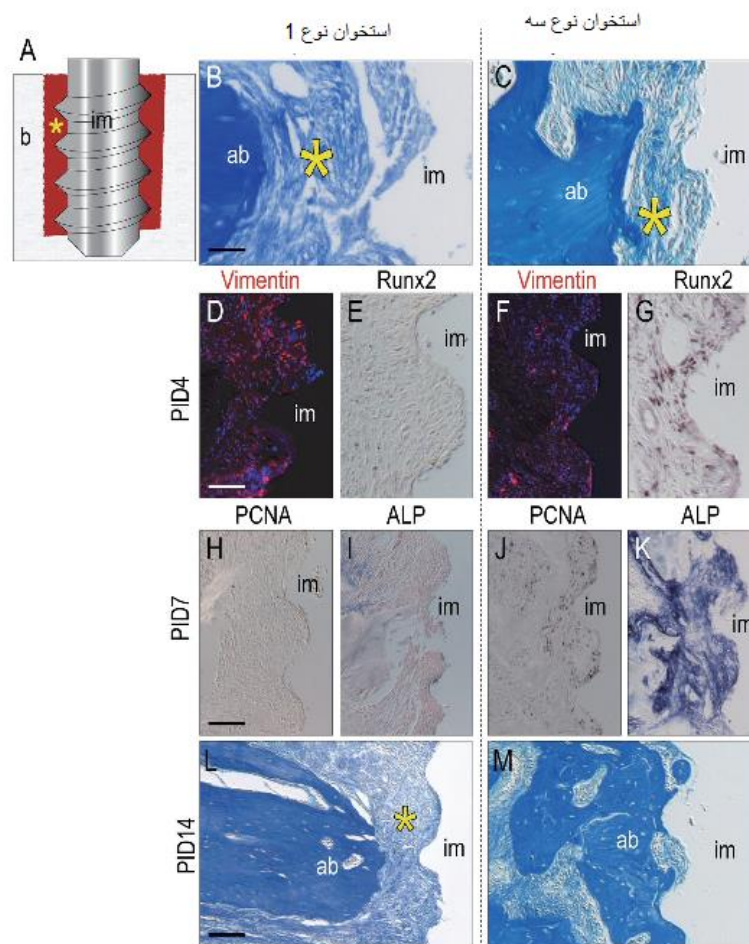 استخوان نوع 1
استخوان نوع سه
A
im
b
B
ab
im
C
ab
im
Vimentin
Runx2
Vimentin
Runx2
PID4
D
im
E
im
F
im
G
im
PCNA
ALP
PCNA
ALP
PID7
H
im
I
im
J
im
K
im
PID14
L
ab
im
M
ab
im